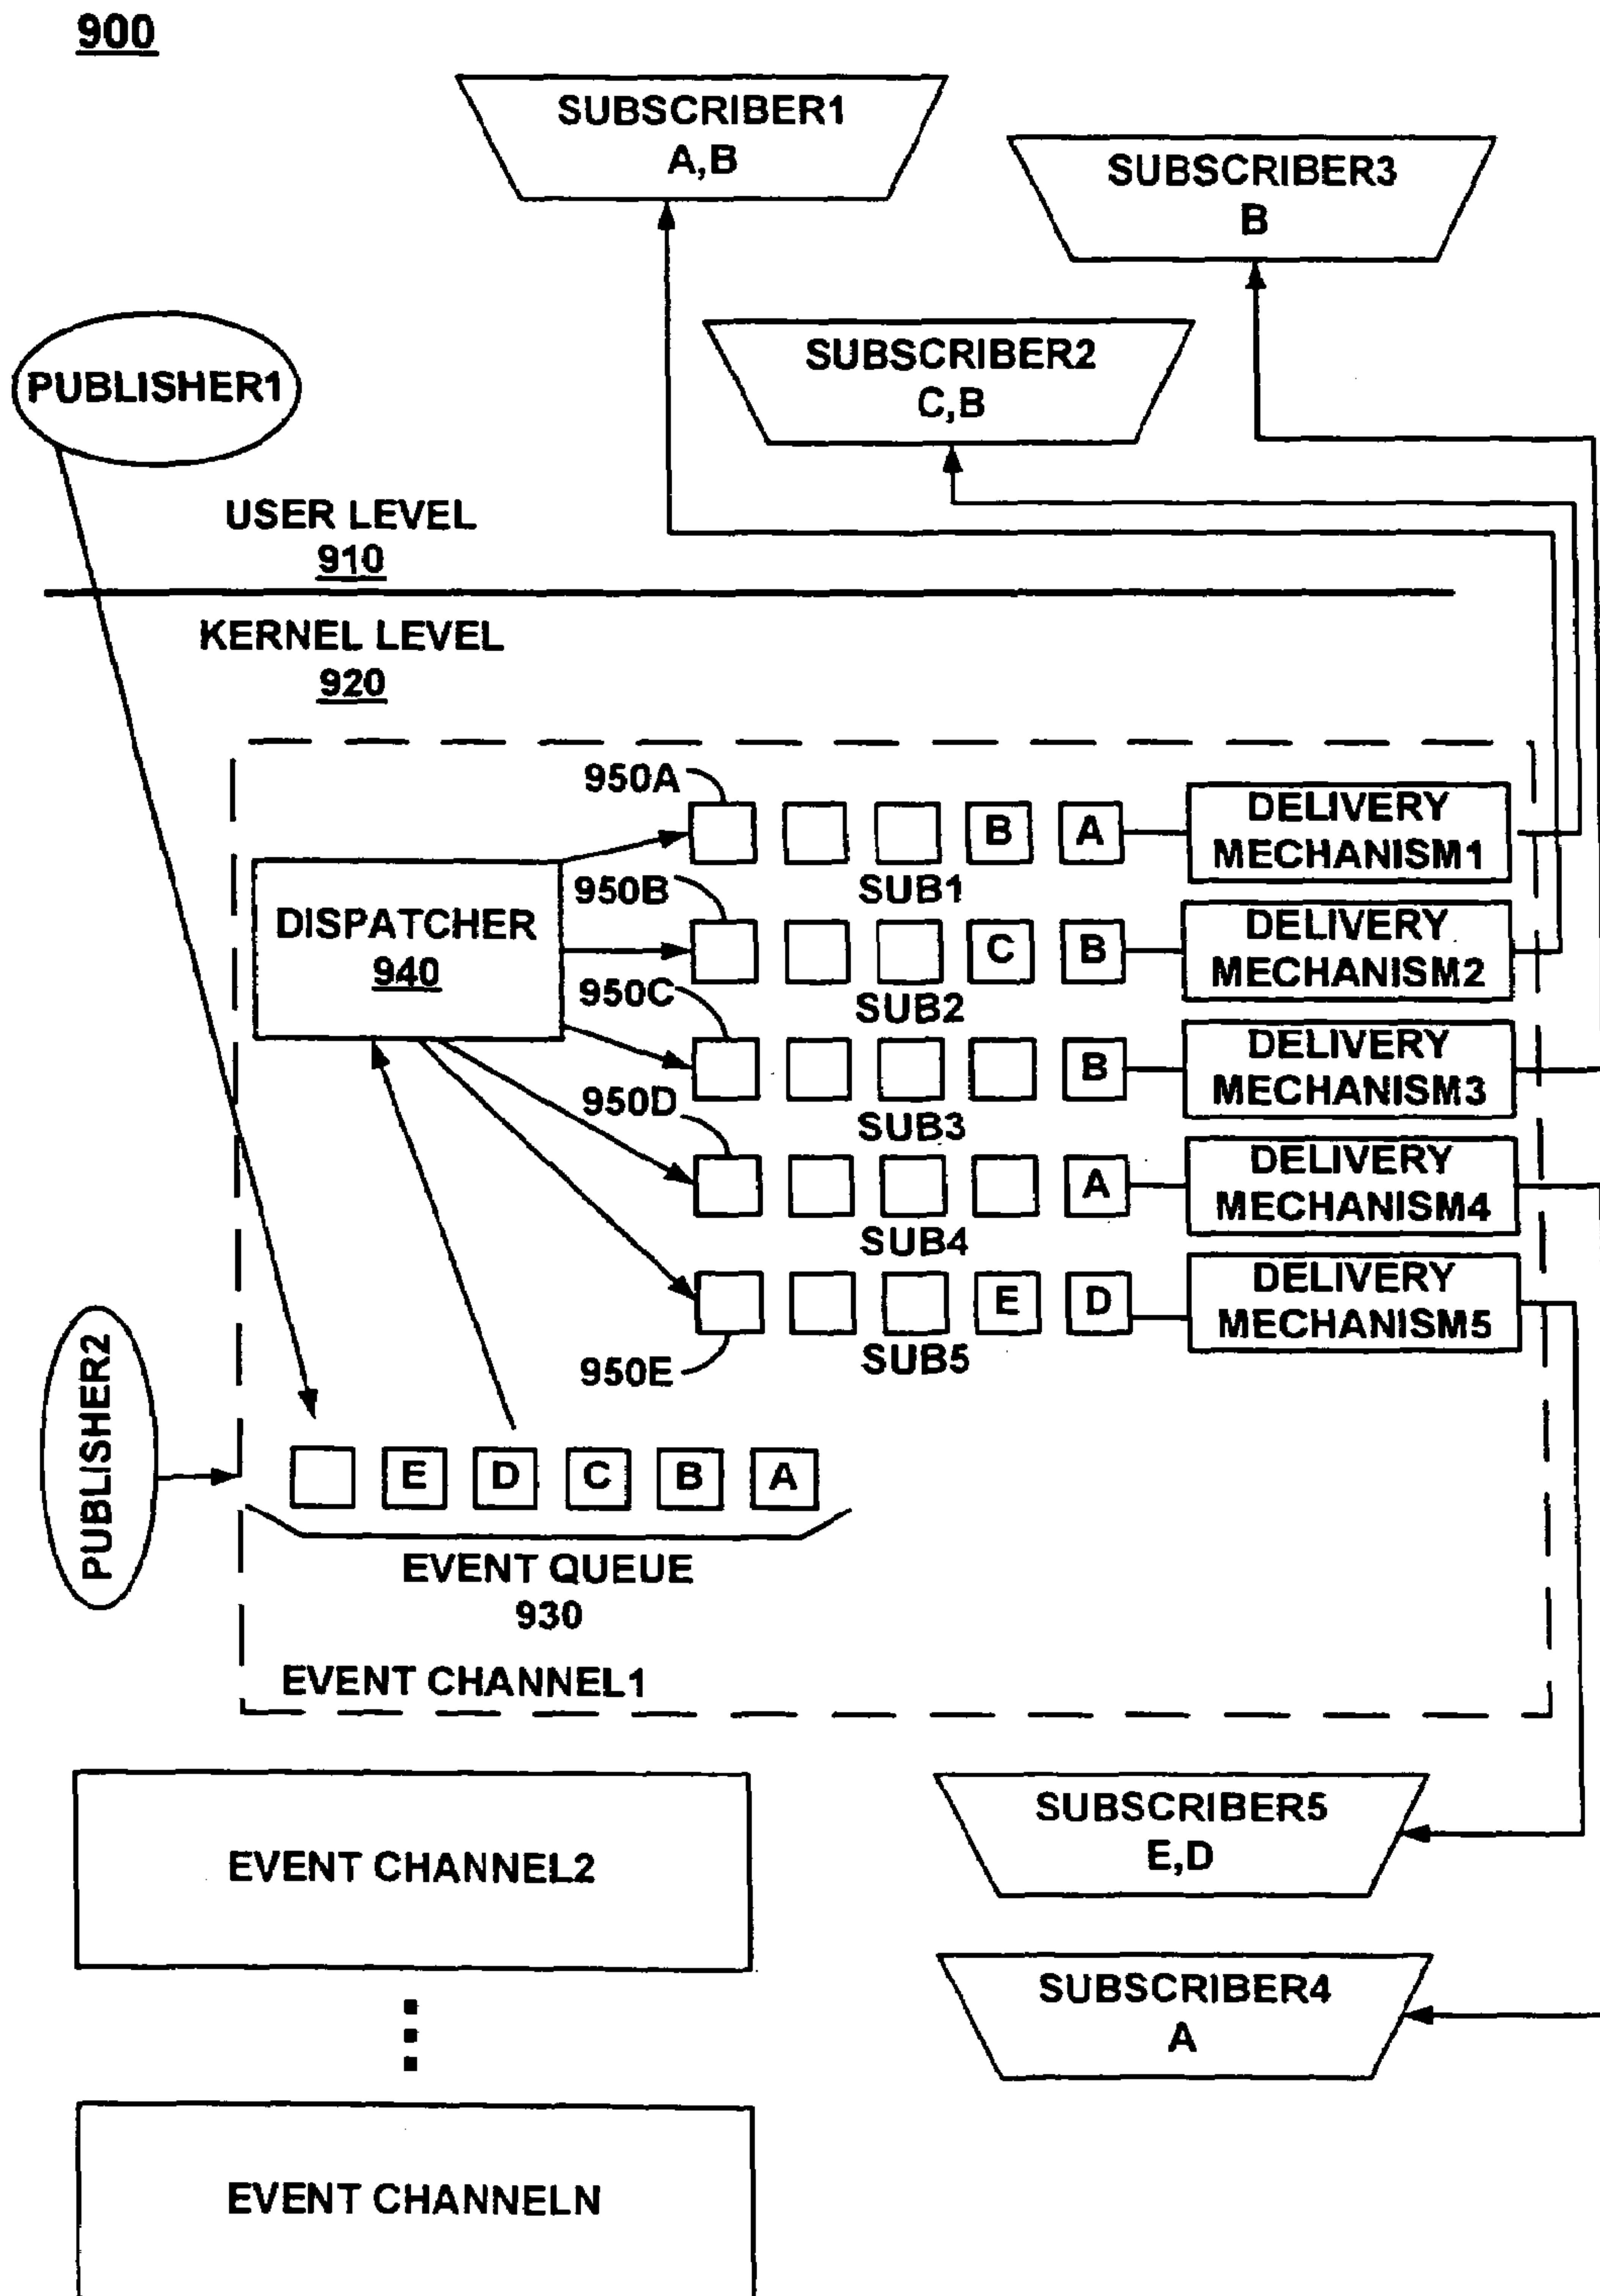 900
SUBSCRIBER1
A,B
SUBSCRIBER3
B
SUBSCRIBER2
C,B
PUBLISHER1
USER LEVEL
910
KERNEL LEVEL
920
950A
B A
DELIVERY
MECHANISM1
SUB1
950B
DISPATCHER
940
C B
DELIVERY
MECHANISM2
SUB2
950C
B
DELIVERY
MECHANISM3
SUB3
950D
A
DELIVERY
MECHANISM4
SUB4
E D
DELIVERY
MECHANISM5
SUB5
950E
PUBLISHER2
E D C B A
EVENT QUEUE
930
EVENT CHANNEL1
EVENT CHANNEL2
SUBSCRIBER5
E,D
SUBSCRIBER4
A
EVENT CHANNELN